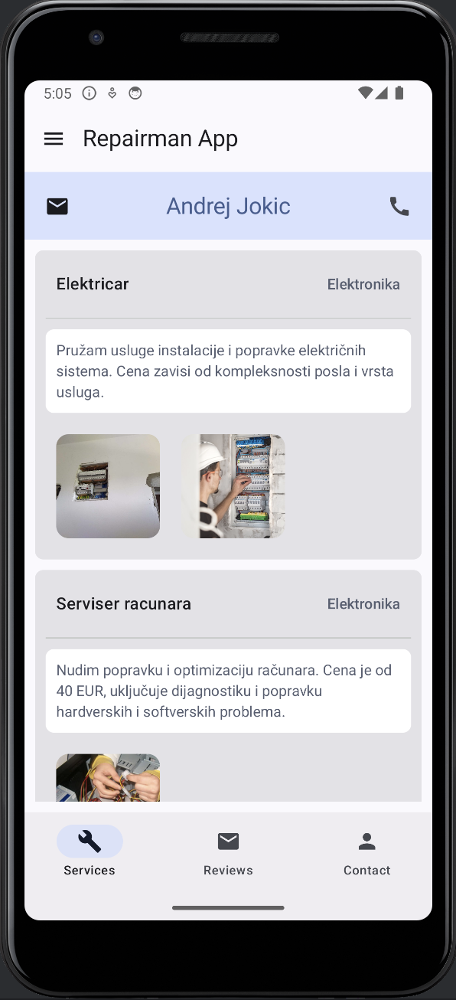 5:05
Repairman App
Andrej Jokic
Elektricar
Elektronika
Pružam usluge instalacije i popravke električnih
sistema. Cena zavisi od kompleksnosti posla i vrsta
usluga.
Serviser racunara
Elektronika
Nudim popravku i optimizaciju računara. Cena je od
40 EUR, uključuje dijagnostiku i popravku
hardverskih i softverskih problema.
Services
Reviews
Contact